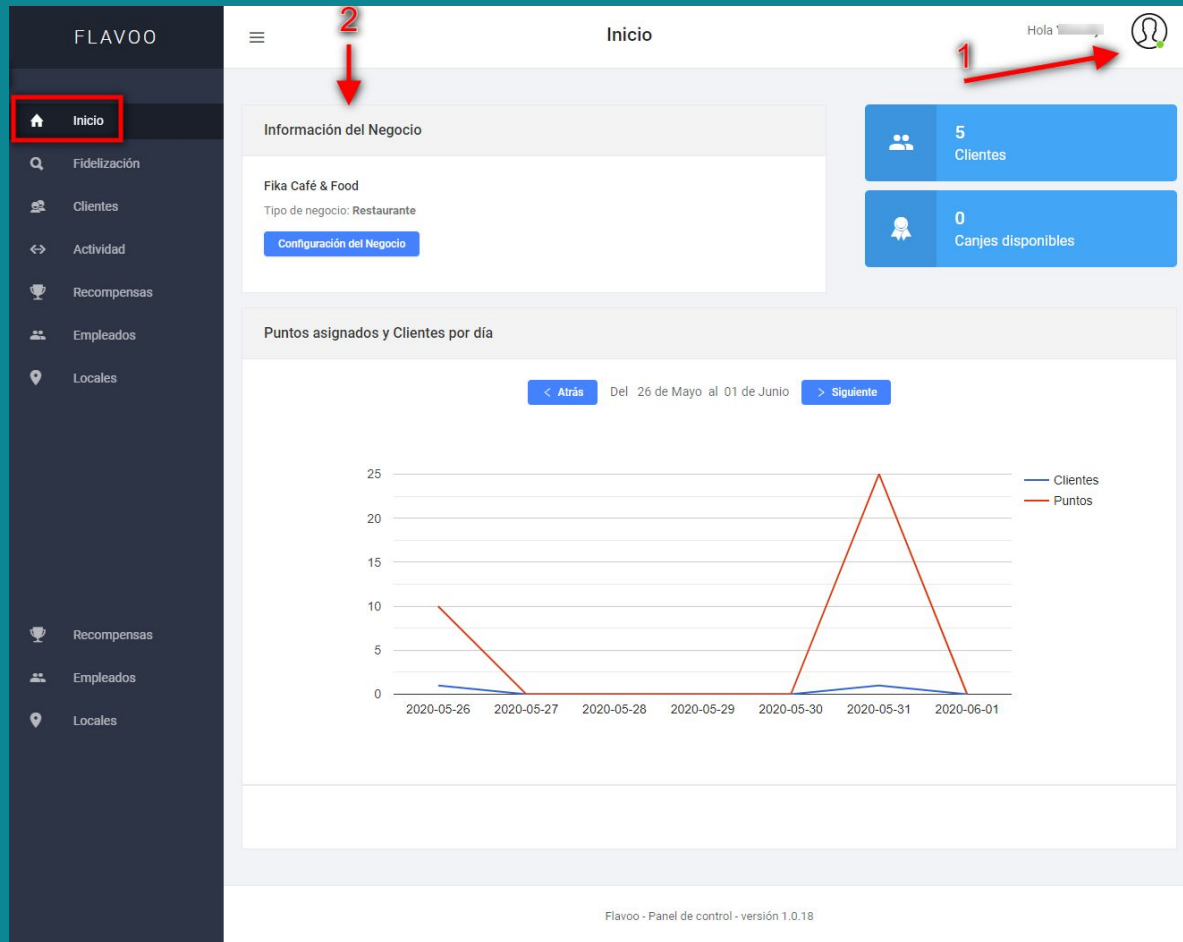 FLAVOO
Inicio
Hola
2
1
Inicio
Fidelización
Clientes
Actividad
Recompensas
Empleados
Locales
Recompensas
Empleados
Locales
Información del Negocio
Fika Café & Food
Tipo de negocio: Restaurante
Configuración del Negocio
5
Clientes
0
Canjes disponibles
Puntos asignados y Clientes por día
< Atrás Del 26 de Mayo al 01 de Junio > Siguiente
25
20
15
10
5
0
2020-05-26 2020-05-27 2020-05-28 2020-05-29 2020-05-30 2020-05-31 2020-06-01
Clientes
Puntos
Flavoo - Panel de control - versión 1.0.18